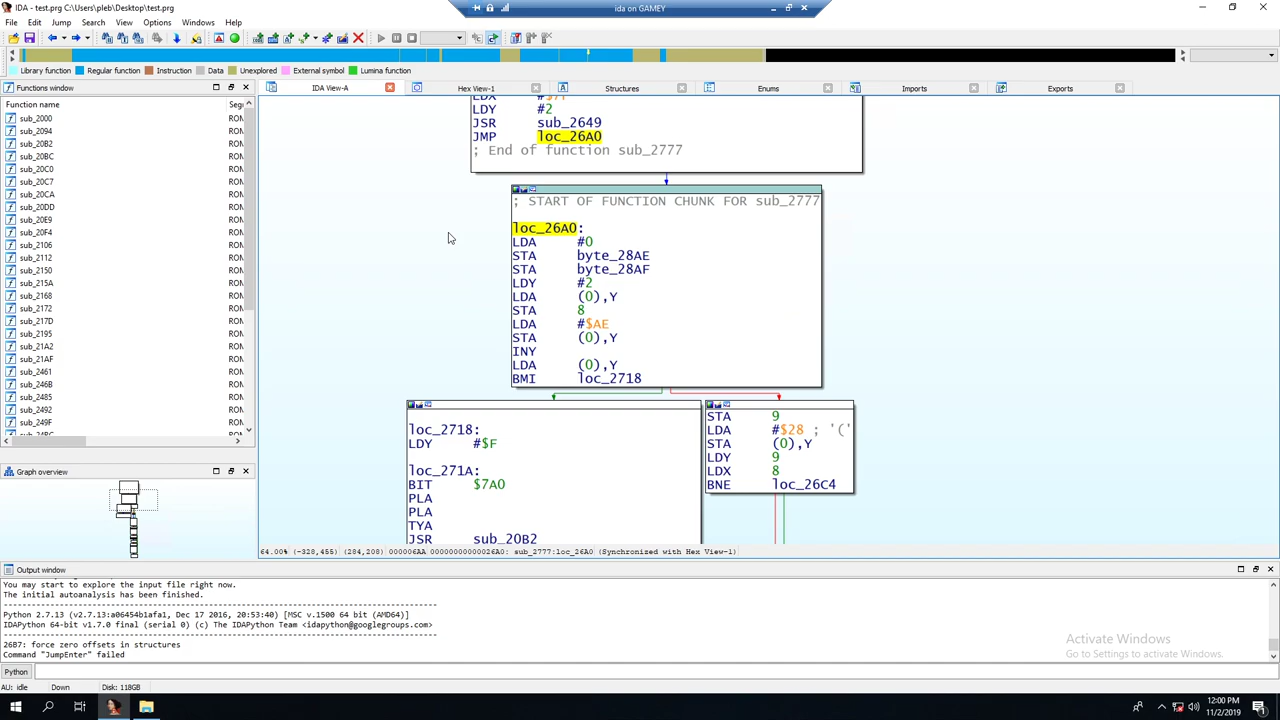 IDA - test.prg C:\Users\pleb\Desktop\test.prg
ida on GAMEY
File Edit Jump Search View Options Windows Help
Library function Regular function Instruction Data Unexplored External symbol Lumina function
Functions window
IDA View-A
Hex View-1
Structures
Enums
Imports
Exports
Function name
sub_2000
sub_2094
sub_20B2
sub_20BC
sub_20C0
sub_20C7
sub_20CA
sub_20DD
sub_20E9
sub_20F4
sub_2106
sub_2112
sub_2150
sub_215A
sub_2168
sub_2172
sub_217D
sub_2195
sub_21A2
sub_21AF
sub_2461
sub_246B
sub_2485
sub_2492
sub_249F
Graph overview
LDY #2
JSR sub_2649
JMP loc_26A0
; End of function sub_2777
; START OF FUNCTION CHUNK FOR sub_2777
loc_26A0:
LDA #0
STA byte_28AE
STA byte_28AF
LDY #2
LDA (0),Y
STA 8
LDA #$AE
STA (0),Y
INY
LDA (0),Y
BMI loc_2718
loc_2718:
LDY #$F
loc_271A:
BIT $7A0
PLA
PLA
TYA
JSR sub_20B2
STA 9
LDA #$28 ; '('
STA (0),Y
LDY 9
LDX 8
BNE loc_26C4
64.00% (-328,455) (284,208) 000006AA 00000000000026A0: sub_2777:loc_26A0 (Synchronized with Hex View-1)
Output window
You may start to explore the input file right now.
The initial autoanalysis has been finished.
Python 2.7.13 (v2.7.13:a06454b1afa1, Dec 17 2016, 20:53:40) [MSC v.1500 64 bit (AMD64)]
IDAPython 64-bit v1.7.0 final (serial 0) (c) The IDAPython Team <idapython@googlegroups.com>
26B7: force zero offsets in structures
Command "JumpEnter" failed
Activate Windows
Go to Settings to activate Windows.
Python
AU: idle Down Disk: 118GB
12:00 PM
11/2/2019